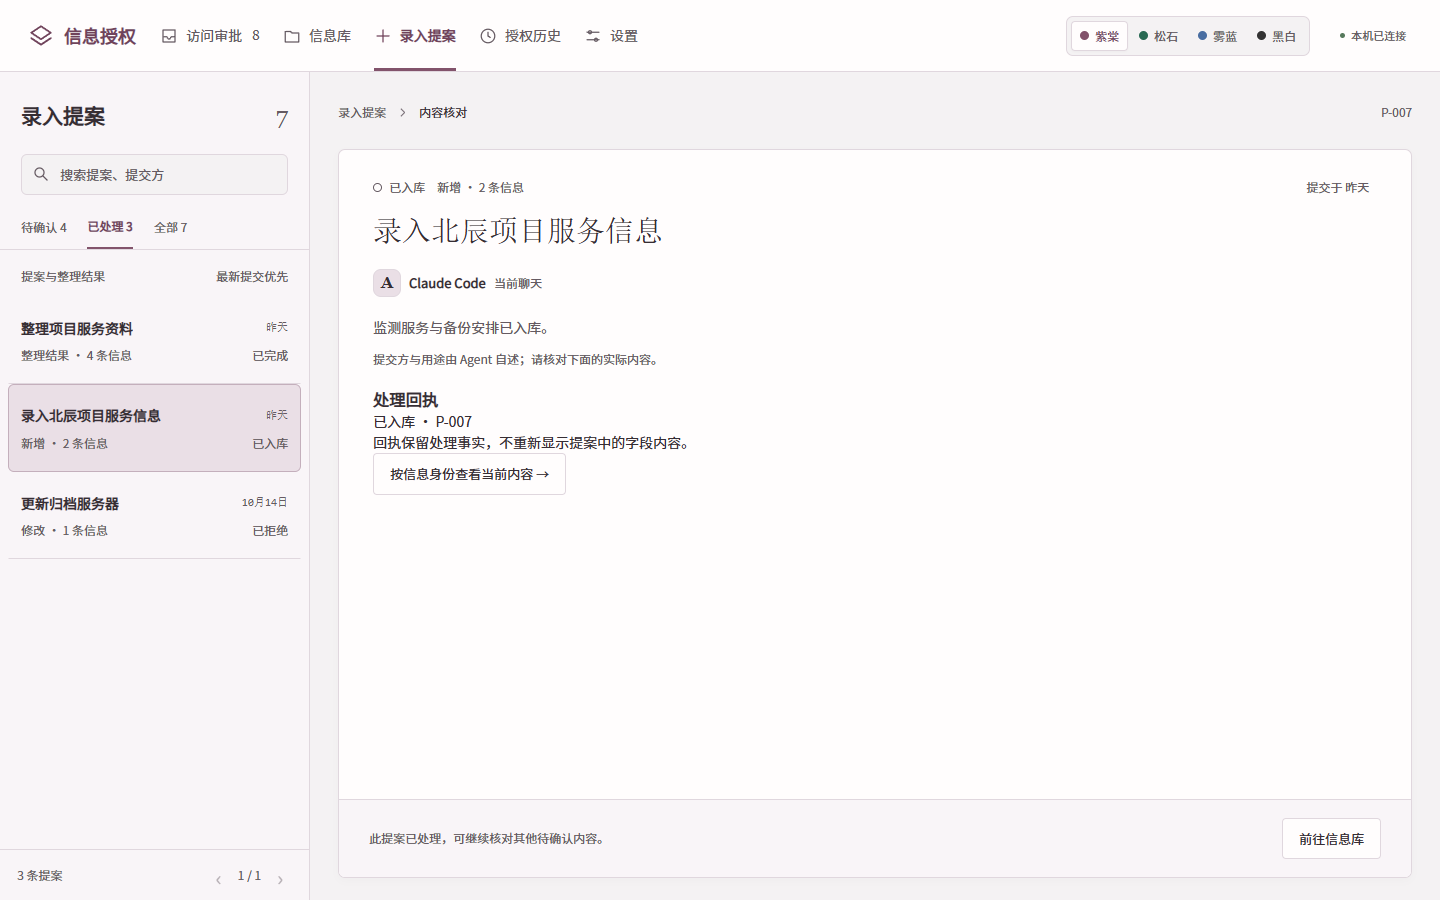 信息授权
访问审批 8
信息库
录入提案
授权历史
设置
紫棠
松石
雾蓝
黑白
本机已连接
录入提案 7
搜索提案、提交方
待确认 4
已处理 3
全部 7
提案与整理结果 最新提交优先
整理项目服务资料 昨天
整理结果 · 4 条信息 已完成
录入北辰项目服务信息 昨天
新增 · 2 条信息 已入库
更新归档服务器 10月14日
修改 · 1 条信息 已拒绝
3 条提案 ‹ 1 / 1 ›
录入提案 > 内容核对 P-007
已入库 新增 · 2 条信息 提交于 昨天
录入北辰项目服务信息
A Claude Code 当前聊天
监测服务与备份安排已入库。
提交方与用途由 Agent 自述；请核对下面的实际内容。
处理回执
已入库 · P-007
回执保留处理事实，不重新显示提案中的字段内容。
按信息身份查看当前内容 →
此提案已处理，可继续核对其他待确认内容。 前往信息库